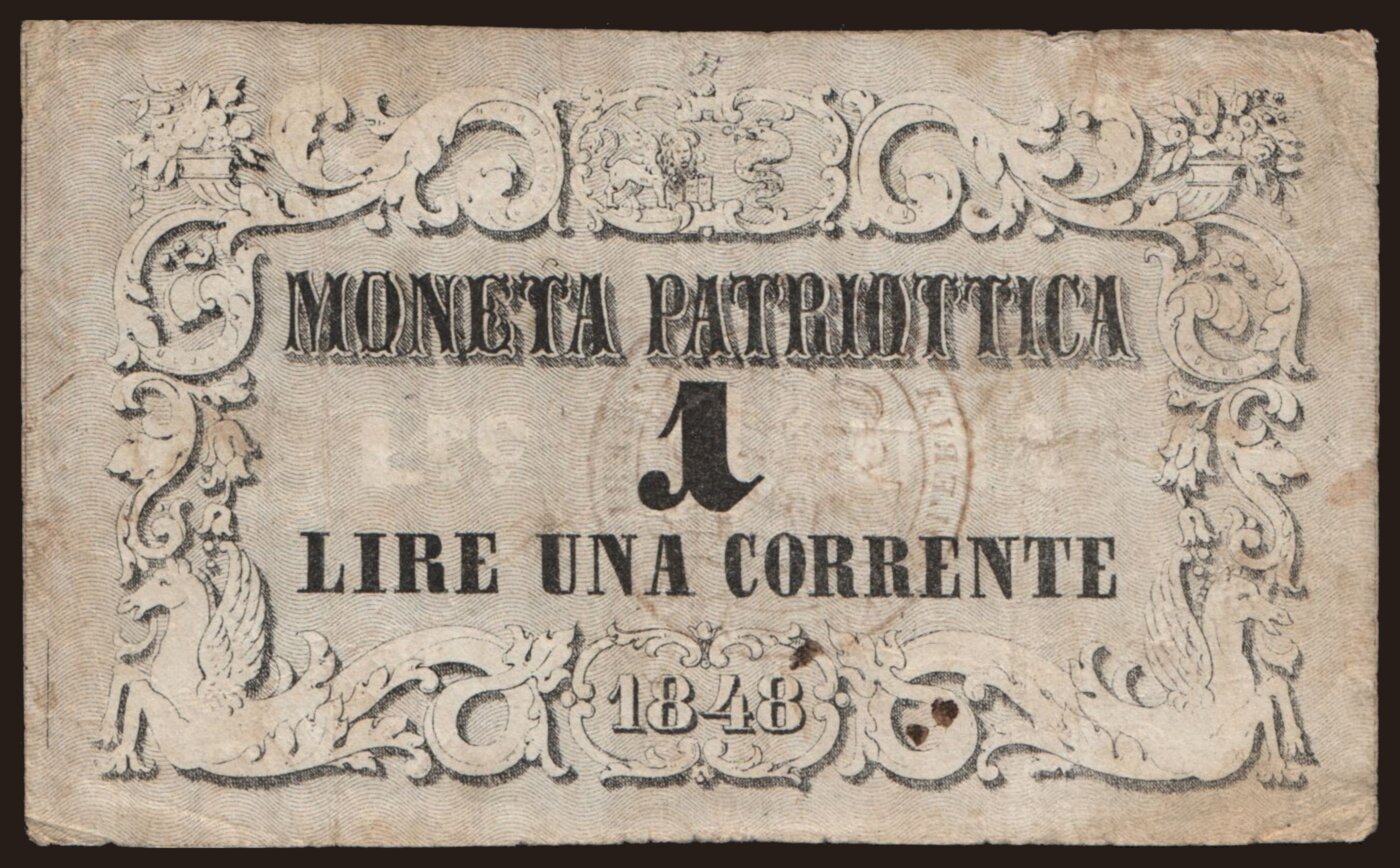 MONETA PATRIOTTICA
1
LIRE UNA CORRENTE
1848